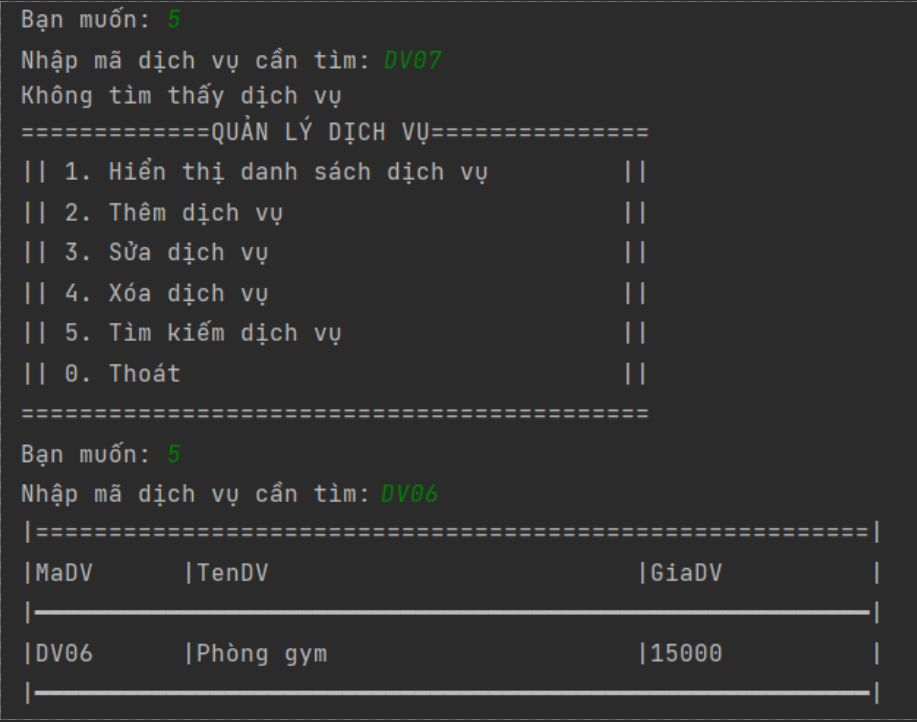 Bạn muốn: 5
Nhập mã dịch vụ cần tìm: DV07
Không tìm thấy dịch vụ
=============QUẢN LÝ DỊCH VỤ===============
|| 1. Hiển thị danh sách dịch vụ ||
|| 2. Thêm dịch vụ ||
|| 3. Sửa dịch vụ ||
|| 4. Xóa dịch vụ ||
|| 5. Tìm kiếm dịch vụ ||
|| 0. Thoát ||
===========================================
Bạn muốn: 5
Nhập mã dịch vụ cần tìm: DV06
|=========================================================|
|MaDV |TenDV |GiaDV |
|━━━━━━━━━━━━━━━━━━━━━━━━━━━━━━━━━━━━━━━━━━━━━━━━━━━━━━━━━|
|DV06 |Phòng gym |15000 |
|━━━━━━━━━━━━━━━━━━━━━━━━━━━━━━━━━━━━━━━━━━━━━━━━━━━━━━━━━|